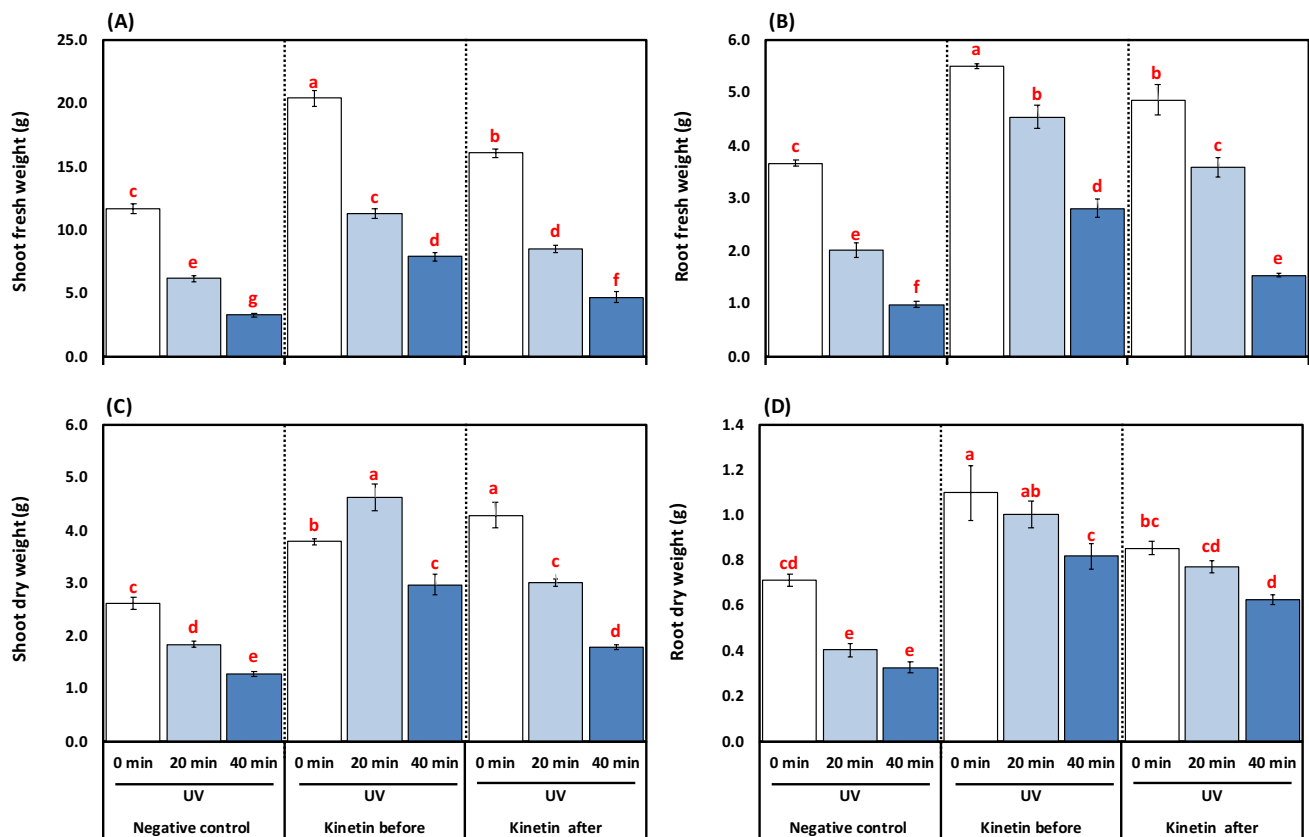 (A)
Shoot fresh weight (g)
25.0
20.0
15.0
10.0
5.0
0.0
c
e
g
a
c
d
b
d
f
(B)
Root fresh weight (g)
6.0
5.0
4.0
3.0
2.0
1.0
0.0
c
e
f
a
b
d
b
c
e
(C)
Shoot dry weight (g)
6.0
5.0
4.0
3.0
2.0
1.0
0.0
c
d
e
b
a
c
a
c
d
0 min 20 min 40 min 0 min 20 min 40 min 0 min 20 min 40 min
UV UV UV
Negative control Kinetin before Kinetin after
(D)
Root dry weight (g)
1.4
1.2
1.0
0.8
0.6
0.4
0.2
0.0
cd
e
e
a
ab
c
bc
cd
d
0 min 20 min 40 min 0 min 20 min 40 min 0 min 20 min 40 min
UV UV UV
Negative control Kinetin before Kinetin after